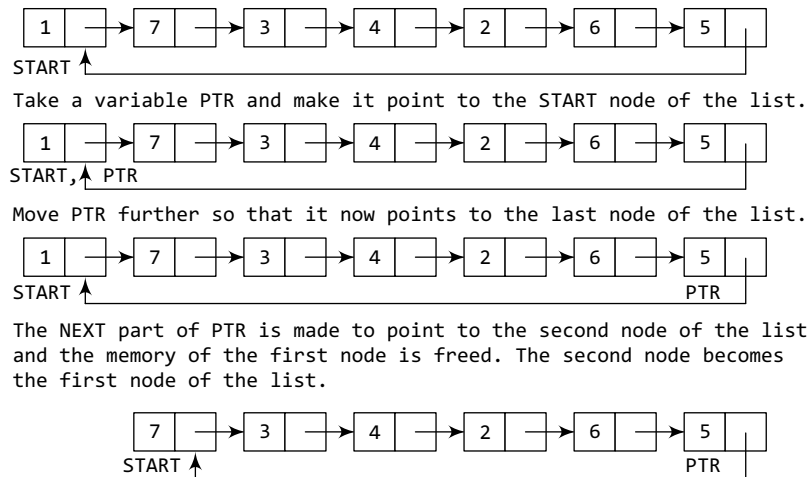 1 7 3 4 2 6 5
START
Take a variable PTR and make it point to the START node of the list.
1 7 3 4 2 6 5
START, PTR
Move PTR further so that it now points to the last node of the list.
1 7 3 4 2 6 5
START PTR
The NEXT part of PTR is made to point to the second node of the list
and the memory of the first node is freed. The second node becomes
the first node of the list.
7 3 4 2 6 5
START PTR